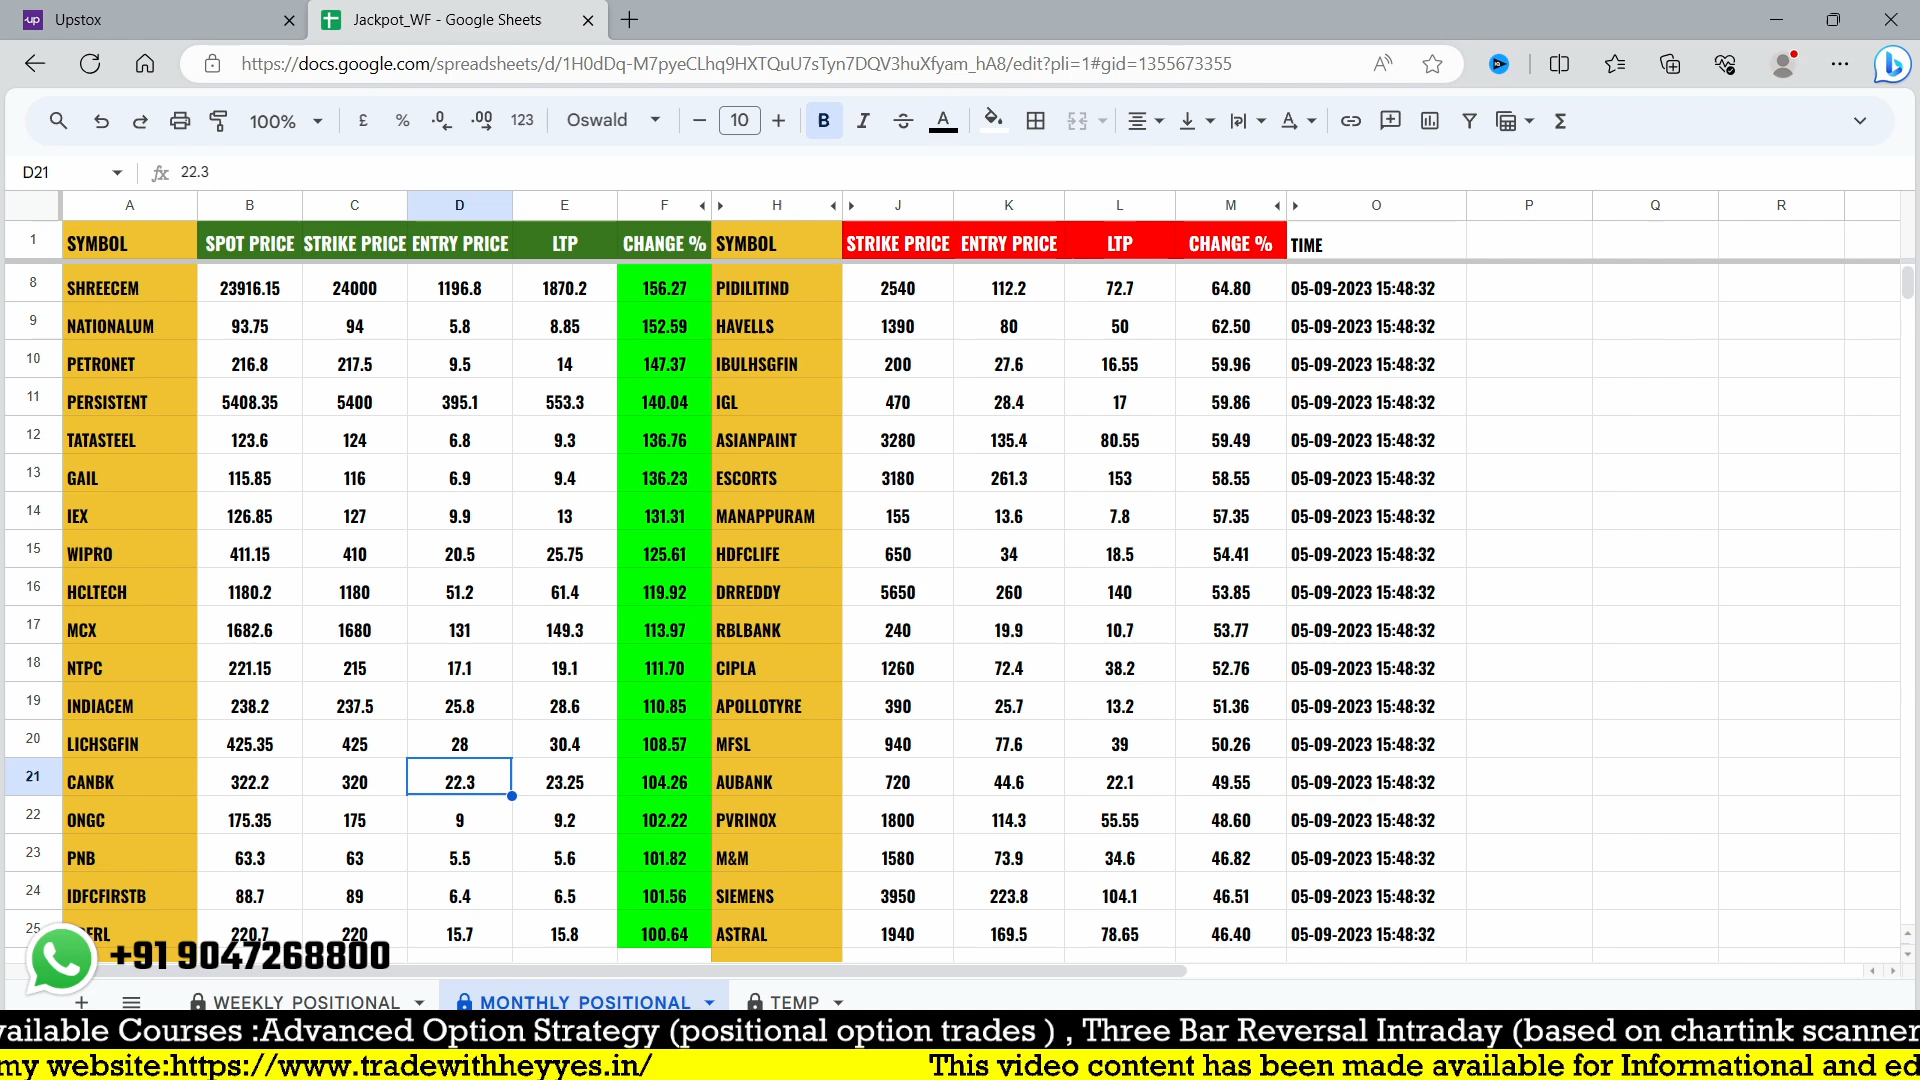 Upstox
Jackpot_WF - Google Sheets
https://docs.google.com/spreadsheets/d/1H0dDq-M7pyeCLhq9HXTQuU7sTyn7DQV3huXfyam_hA8/edit?pli=1#gid=1355673355
100% £ % .0 .00 123 Oswald 10 B I A
D21 fx 22.3
A B C D E F H J K L M O P Q R
1 SYMBOL SPOT PRICE STRIKE PRICE ENTRY PRICE LTP CHANGE % SYMBOL STRIKE PRICE ENTRY PRICE LTP CHANGE % TIME
8 SHREECEM 23916.15 24000 1196.8 1870.2 156.27 PIDILITIND 2540 112.2 72.7 64.80 05-09-2023 15:48:32
9 NATIONALUM 93.75 94 5.8 8.85 152.59 HAVELLS 1390 80 50 62.50 05-09-2023 15:48:32
10 PETRONET 216.8 217.5 9.5 14 147.37 IBULHSGFIN 200 27.6 16.55 59.96 05-09-2023 15:48:32
11 PERSISTENT 5408.35 5400 395.1 553.3 140.04 IGL 470 28.4 17 59.86 05-09-2023 15:48:32
12 TATASTEEL 123.6 124 6.8 9.3 136.76 ASIANPAINT 3280 135.4 80.55 59.49 05-09-2023 15:48:32
13 GAIL 115.85 116 6.9 9.4 136.23 ESCORTS 3180 261.3 153 58.55 05-09-2023 15:48:32
14 IEX 126.85 127 9.9 13 131.31 MANAPPURAM 155 13.6 7.8 57.35 05-09-2023 15:48:32
15 WIPRO 411.15 410 20.5 25.75 125.61 HDFCLIFE 650 34 18.5 54.41 05-09-2023 15:48:32
16 HCLTECH 1180.2 1180 51.2 61.4 119.92 DRREDDY 5650 260 140 53.85 05-09-2023 15:48:32
17 MCX 1682.6 1680 131 149.3 113.97 RBLBANK 240 19.9 10.7 53.77 05-09-2023 15:48:32
18 NTPC 221.15 215 17.1 19.1 111.70 CIPLA 1260 72.4 38.2 52.76 05-09-2023 15:48:32
19 INDIACEM 238.2 237.5 25.8 28.6 110.85 APOLLOTYRE 390 25.7 13.2 51.36 05-09-2023 15:48:32
20 LICHSGFIN 425.35 425 28 30.4 108.57 MFSL 940 77.6 39 50.26 05-09-2023 15:48:32
21 CANBK 322.2 320 22.3 23.25 104.26 AUBANK 720 44.6 22.1 49.55 05-09-2023 15:48:32
22 ONGC 175.35 175 9 9.2 102.22 PVRINOX 1800 114.3 55.55 48.60 05-09-2023 15:48:32
23 PNB 63.3 63 5.5 5.6 101.82 M&M 1580 73.9 34.6 46.82 05-09-2023 15:48:32
24 IDFCFIRSTB 88.7 89 6.4 6.5 101.56 SIEMENS 3950 223.8 104.1 46.51 05-09-2023 15:48:32
25 220.7 220 15.7 15.8 100.64 ASTRAL 1940 169.5 78.65 46.40 05-09-2023 15:48:32
+91 9047268800
WEEKLY POSITIONAL MONTHLY POSITIONAL TEMP
vailable Courses :Advanced Option Strategy (positional option trades ) , Three Bar Reversal Intraday (based on chartink scanner
my website:https://www.tradewithheyyes.in/ This video content has been made available for Informational and ed